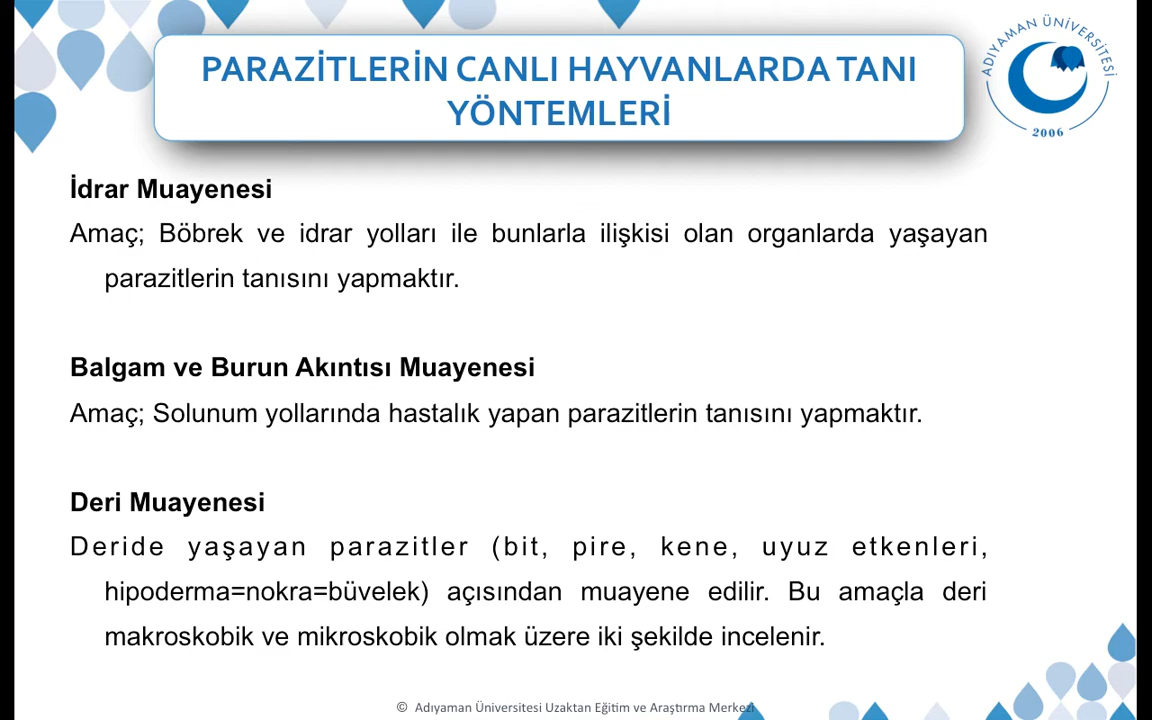 PARAZİTLERİN CANLI HAYVANLARDA TANI
YÖNTEMLERİ
ADIYAMAN ÜNİVERSİTESİ
2006
İdrar Muayenesi
Amaç; Böbrek ve idrar yolları ile bunlarla ilişkisi olan organlarda yaşayan
parazitlerin tanısını yapmaktır.
Balgam ve Burun Akıntısı Muayenesi
Amaç; Solunum yollarında hastalık yapan parazitlerin tanısını yapmaktır.
Deri Muayenesi
Deride yaşayan parazitler (bit, pire, kene, uyuz etkenleri,
hipoderma=nokra=büvelek) açısından muayene edilir. Bu amaçla deri
makroskobik ve mikroskobik olmak üzere iki şekilde incelenir.
© Adıyaman Üniversitesi Uzaktan Eğitim ve Araştırma Merkezi